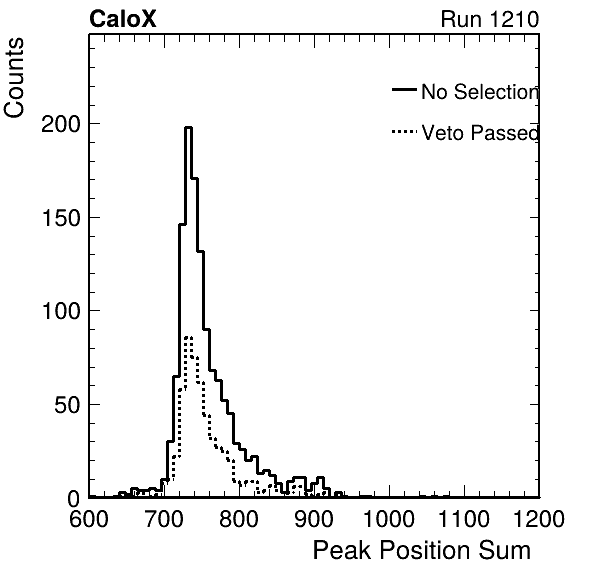 CaloX Run 1210
Counts
No Selection
Veto Passed
200
150
100
50
0
600 700 800 900 1000 1100 1200
Peak Position Sum